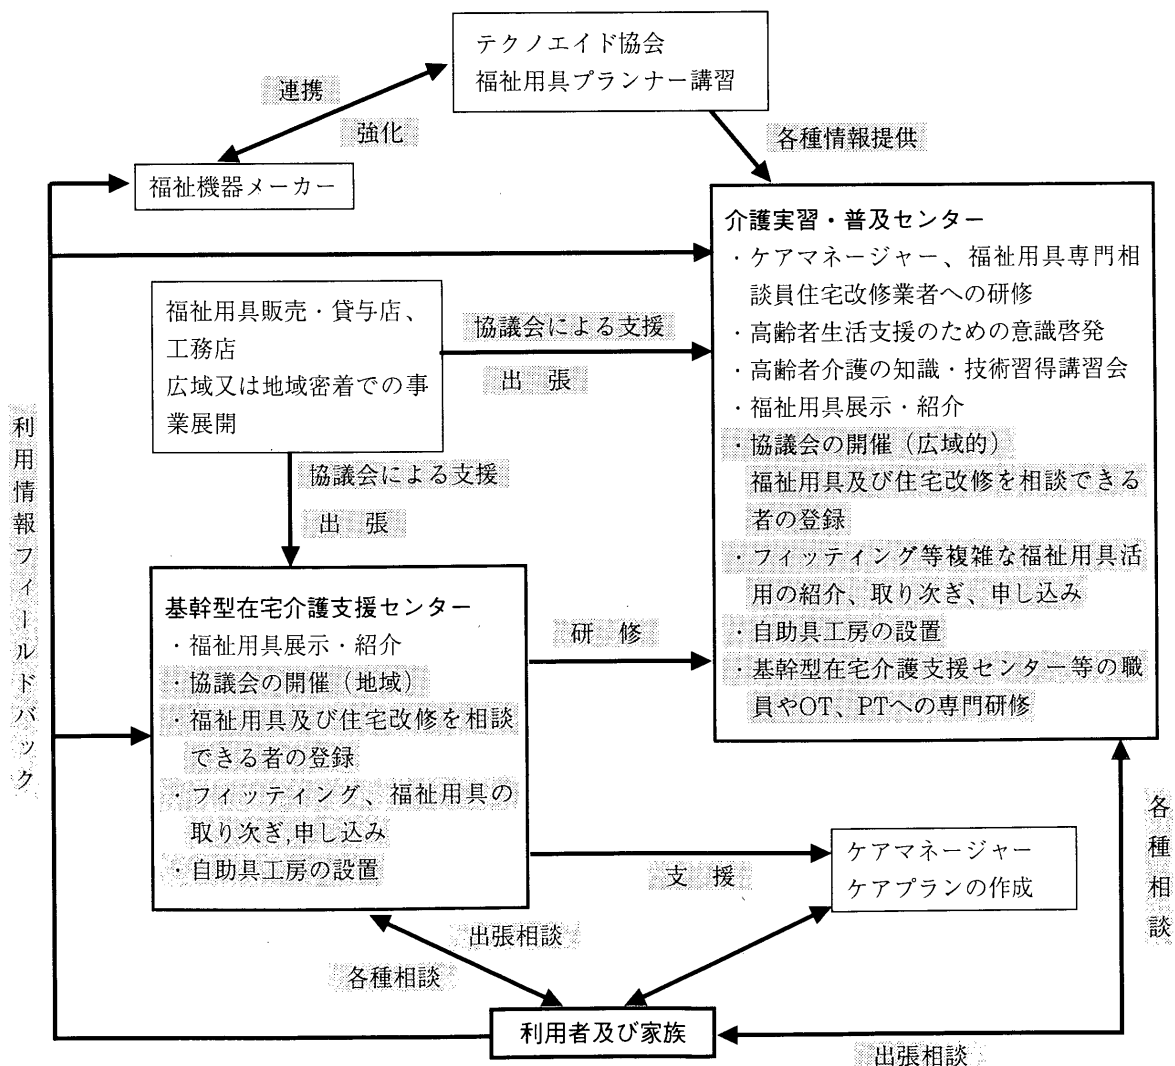 テクノエイド協会
福祉用具プランナー講習
連携
強化
各種情報提供
福祉機器メーカー
介護実習・普及センター
・ケアマネージャー、福祉用具専門相
談員住宅改修業者への研修
・高齢者生活支援のための意識啓発
・高齢者介護の知識・技術習得講習会
・福祉用具展示・紹介
・協議会の開催（広域的）
福祉用具及び住宅改修を相談できる
者の登録
・フィッティング等複雑な福祉用具活
用の紹介、取り次ぎ、申し込み
・自助具工房の設置
・基幹型在宅介護支援センター等の職
員やOT、PTへの専門研修
福祉用具販売・貸与店、
工務店
広域又は地域密着での事
業展開
協議会による支援
出　張
協議会による支援
出　張
利用情報フィールドバック
基幹型在宅介護支援センター
・福祉用具展示・紹介
・協議会の開催（地域）
・福祉用具及び住宅改修を相談
できる者の登録
・フィッティング、福祉用具の
取り次ぎ,申し込み
・自助具工房の設置
研　修
支　援
ケアマネージャー
ケアプランの作成
各種相談
出張相談
各種相談
利用者及び家族
出張相談